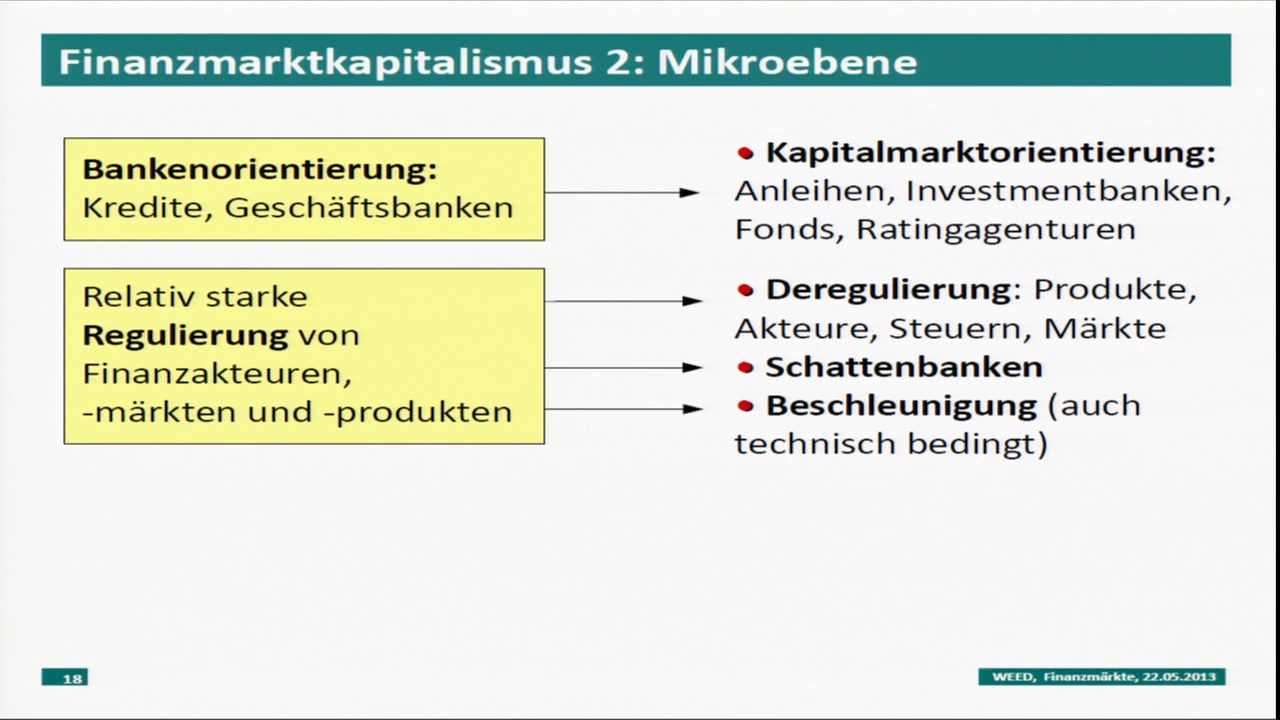 Finanzmarktkapitalismus 2: Mikroebene
Bankenorientierung:
Kredite, Geschäftsbanken
• Kapitalmarktorientierung:
Anleihen, Investmentbanken,
Fonds, Ratingagenturen
Relativ starke
Regulierung von
Finanzakteuren,
-märkten und -produkten
• Deregulierung: Produkte,
Akteure, Steuern, Märkte
• Schattenbanken
• Beschleunigung (auch
technisch bedingt)
18
WEED, Finanzmärkte, 22.05.2013